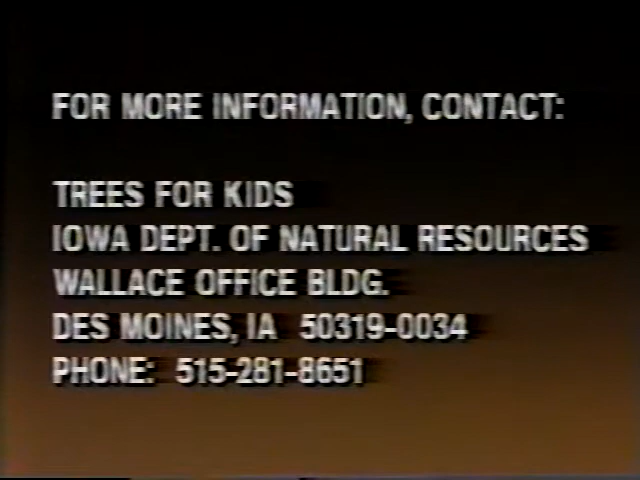 FOR MORE INFORMATION, CONTACT:
TREES FOR KIDS
IOWA DEPT. OF NATURAL RESOURCES
WALLACE OFFICE BLDG.
DES MOINES, IA 50319-0034
PHONE: 515-281-8651